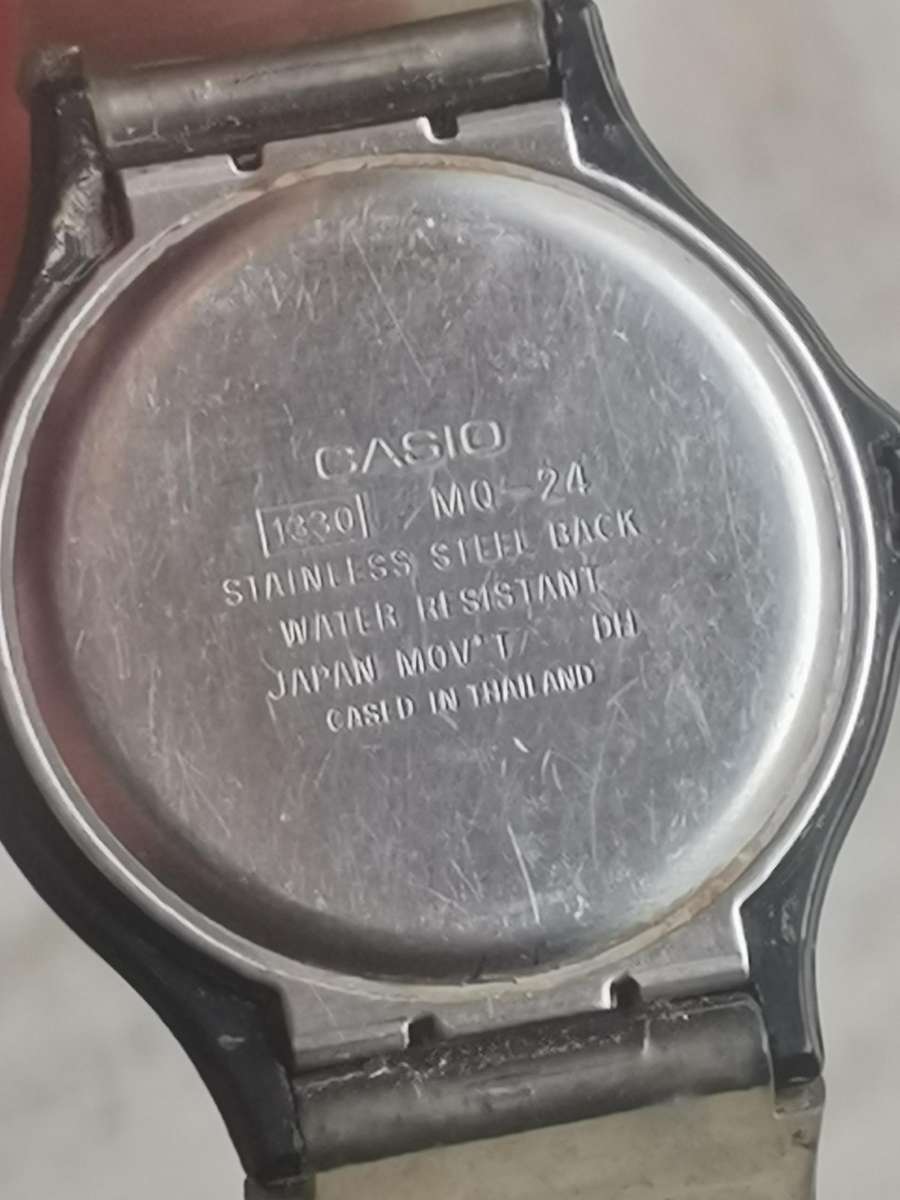 CASIO
1330 MQ-24
STAINLESS STEEL BACK
WATER RESISTANT
JAPAN MOV'T DH
CASED IN THAILAND